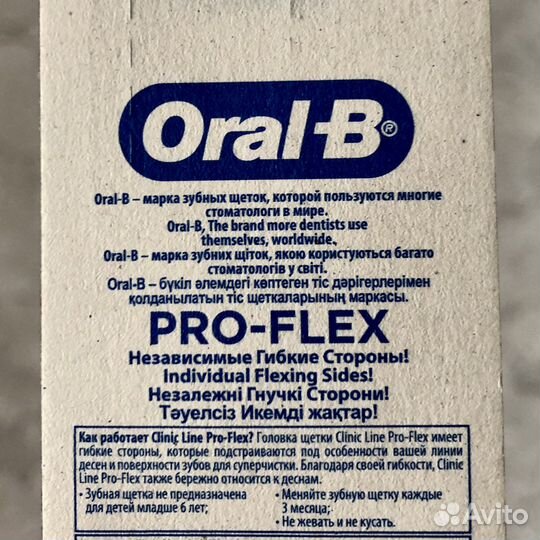 Oral-B®
Oral-B – марка зубных щеток, которой пользуются многие
стоматологи в мире.
Oral-B, The brand more dentists use
themselves, worldwide.
Oral-B – марка зубних щіток, якою користуються багато
стоматологів у світі.
Oral-B – бүкіл әлемдегі көптеген тіс дәрігерлерімен
қолданылатын тіс щеткаларының маркасы.
PRO-FLEX
Независимые Гибкие Стороны!
Individual Flexing Sides!
Незалежні Гнучкі Сторони!
Тәуелсіз Икемді жақтар!
Как работает Clinic Line Pro-Flex? Головка щетки Clinic Line Pro-Flex имеет
гибкие стороны, которые подстраиваются под особенности вашей линии
десен и поверхности зубов для суперчистки. Благодаря своей гибкости, Clinic
Line Pro-Flex также бережно относится к деснам.
• Зубная щетка не предназначена
для детей младше 6 лет;
• Меняйте зубную щетку каждые
3 месяца;
• Не жевать и не кусать.
Avito